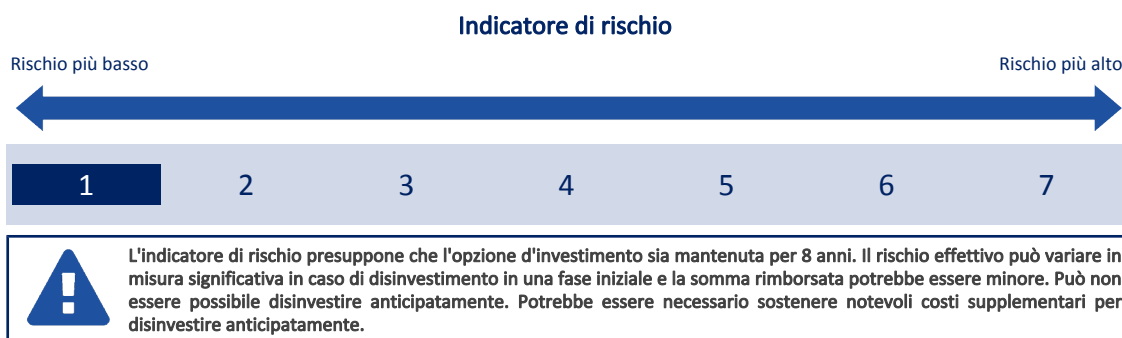 Indicatore di rischio
Rischio più basso
Rischio più alto
1 2 3 4 5 6 7
L'indicatore di rischio presuppone che l'opzione d'investimento sia mantenuta per 8 anni. Il rischio effettivo può variare in
misura significativa in caso di disinvestimento in una fase iniziale e la somma rimborsata potrebbe essere minore. Può non
essere possibile disinvestire anticipatamente. Potrebbe essere necessario sostenere notevoli costi supplementari per
disinvestire anticipatamente.